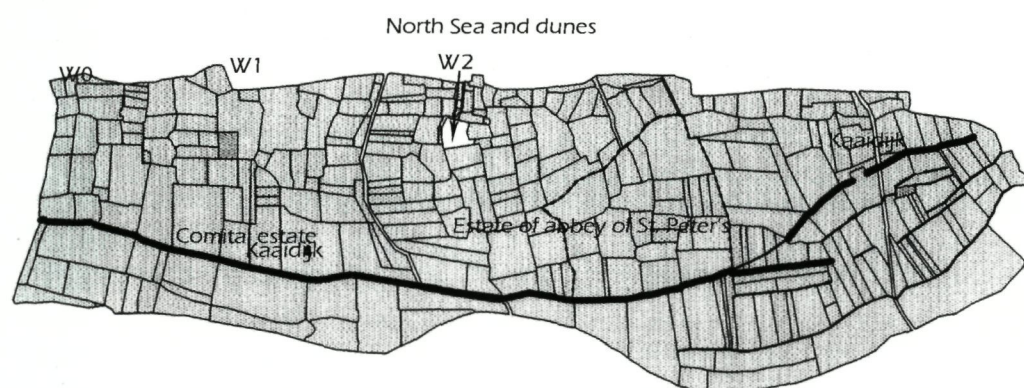 North Sea and dunes
W0
W1
W2
Kaaidijk
Estate of abbey of St. Peter's
Comital estate
Kaaidijk